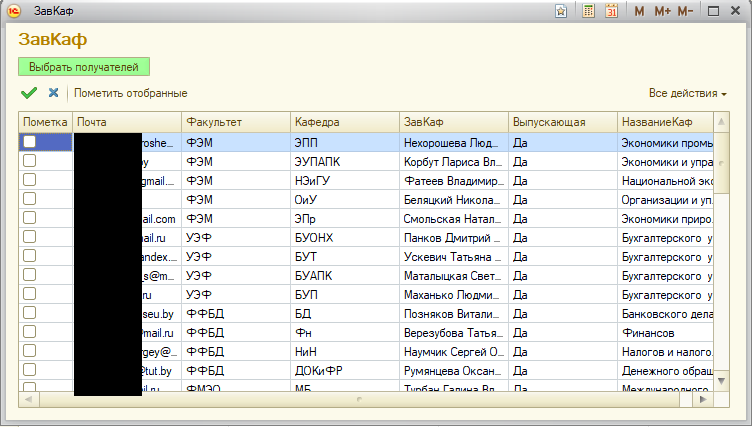 ЗавКаф
M M+ M-
ЗавКаф
Выбрать получателей
Пометить отобранные Все действия
Пометка Почта Факультет Кафедра ЗавКаф Выпускающая НазваниеКаф
roshe... ФЭМ ЭПП Нехорошева Люд... Да Экономики промы
by ФЭМ ЭУПАПК Корбут Лариса Вл... Да Экономики и упра
gmail.... ФЭМ НЭиГУ Фатеев Владимир... Да Национальной эко
ФЭМ ОиУ Беляцкий Никола... Да Организации и уп.
ail.com ФЭМ ЭПр Смольская Натал... Да Экономики приро.
nail.ru УЭФ БУОНХ Панков Дмитрий ... Да Бухгалтерского у
andex.... УЭФ БУТ Ускевич Татьяна ... Да Бухгалтерского у
_s@m... УЭФ БУАПК Маталыцкая Свет... Да Бухгалтерского у
.ru УЭФ БУП Маханько Людми... Да Бухгалтерского у
seu.by ФФБД БД Позняков Витали... Да Банковского дела
@mail.ru ФФБД Фн Верезубова Татья... Да Финансов
rgey@... ФФБД НиН Наумчик Сергей О... Да Налогов и налого.
@tut.by ФФБД ДОКиФР Румянцева Оксан... Да Денежного обращ
ail.ru ФМЭО МБ Турбан Галина Вл... Да Международного